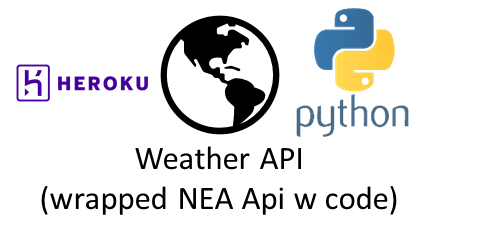 HEROKU
python
Weather API
(wrapped NEA Api w code)